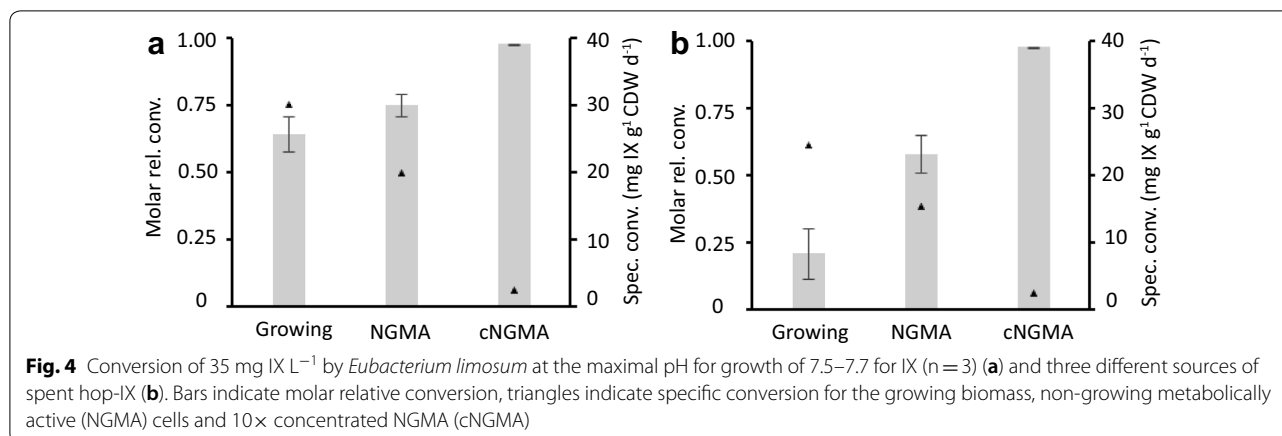 a
1.00
0.75
0.50
0.25
0
Molar rel. conv.
40
30
20
10
0
Spec. conv. (mg IX g¹ CDW d⁻¹)
Growing NGMA cNGMA
b
1.00
0.75
0.50
0.25
0
Molar rel. conv.
40
30
20
10
0
Spec. conv. (mg IX g¹ CDW d⁻¹)
Growing NGMA cNGMA
Fig. 4 Conversion of 35 mg IX L⁻¹ by Eubacterium limosum at the maximal pH for growth of 7.5–7.7 for IX (n = 3) (a) and three different sources of
spent hop-IX (b). Bars indicate molar relative conversion, triangles indicate specific conversion for the growing biomass, non-growing metabolically
active (NGMA) cells and 10× concentrated NGMA (cNGMA)